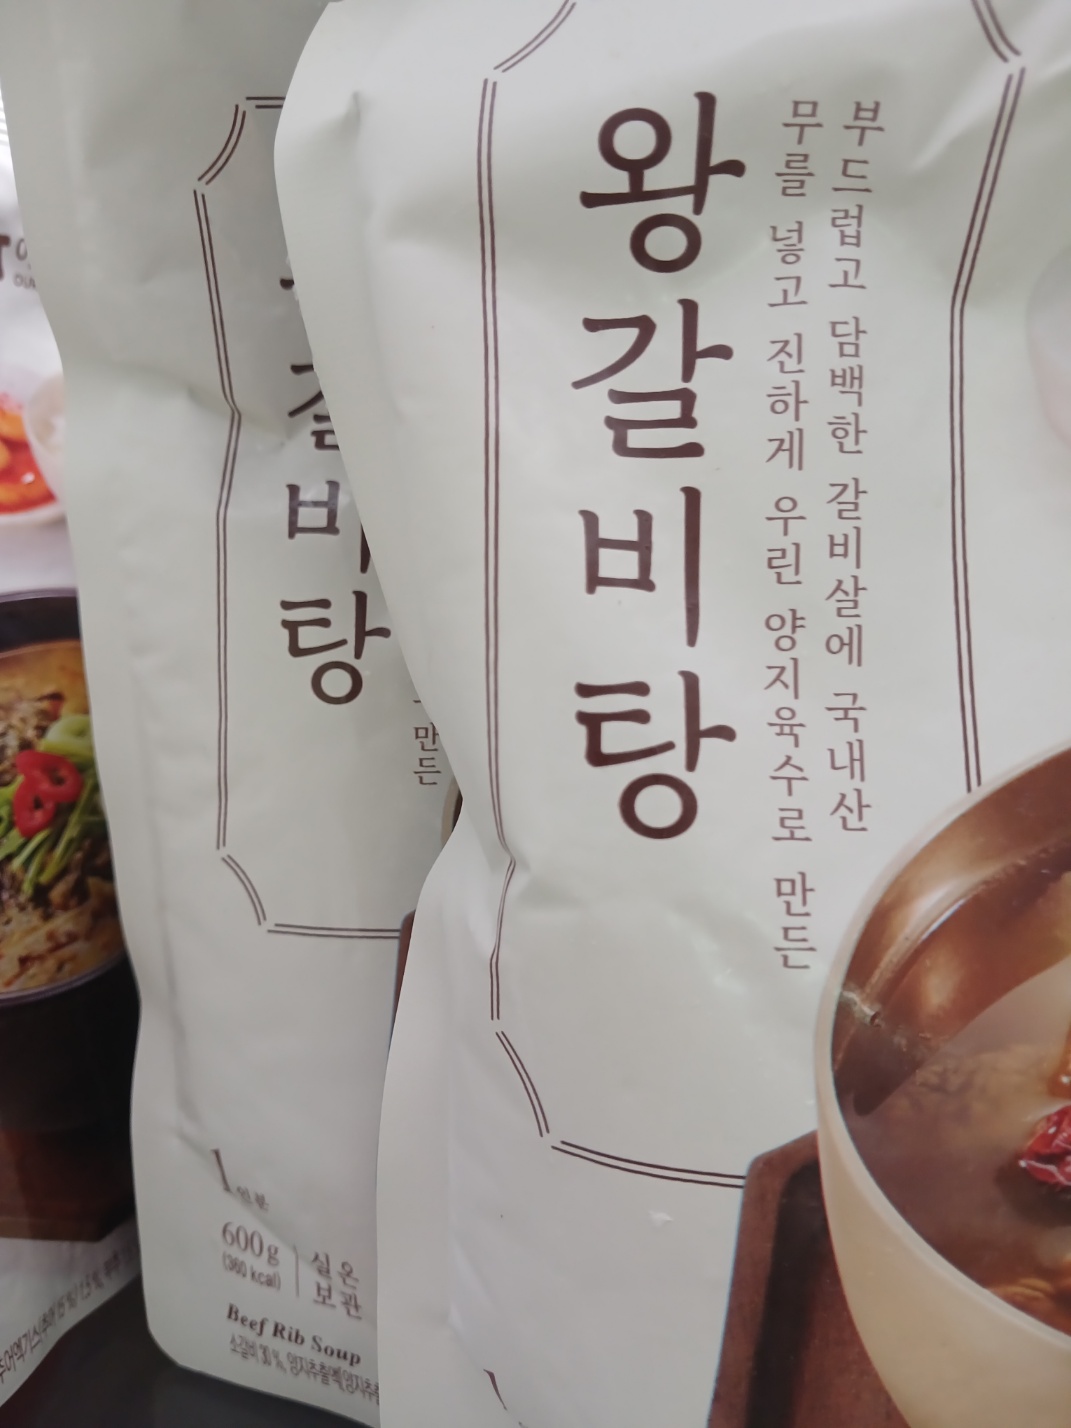 왕갈비탕
부드럽고 담백한 갈비살에 국내산
무를 넣고 진하게 우린 양지육수로 만든
갈비탕
만든
1인분
600g
(360 kcal)
실온
보관
Beef Rib Soup